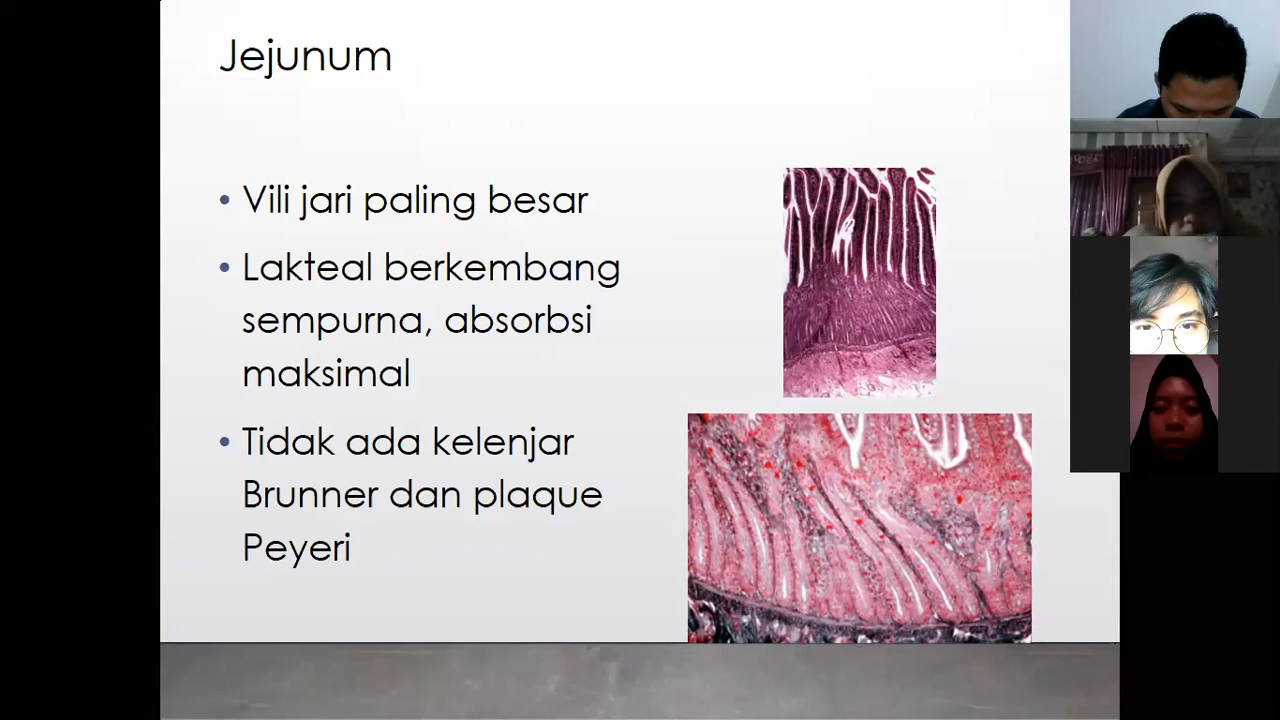 Jejunum
• Vili jari paling besar
• Lakteal berkembang
sempurna, absorbsi
maksimal
• Tidak ada kelenjar
Brunner dan plaque
Peyeri